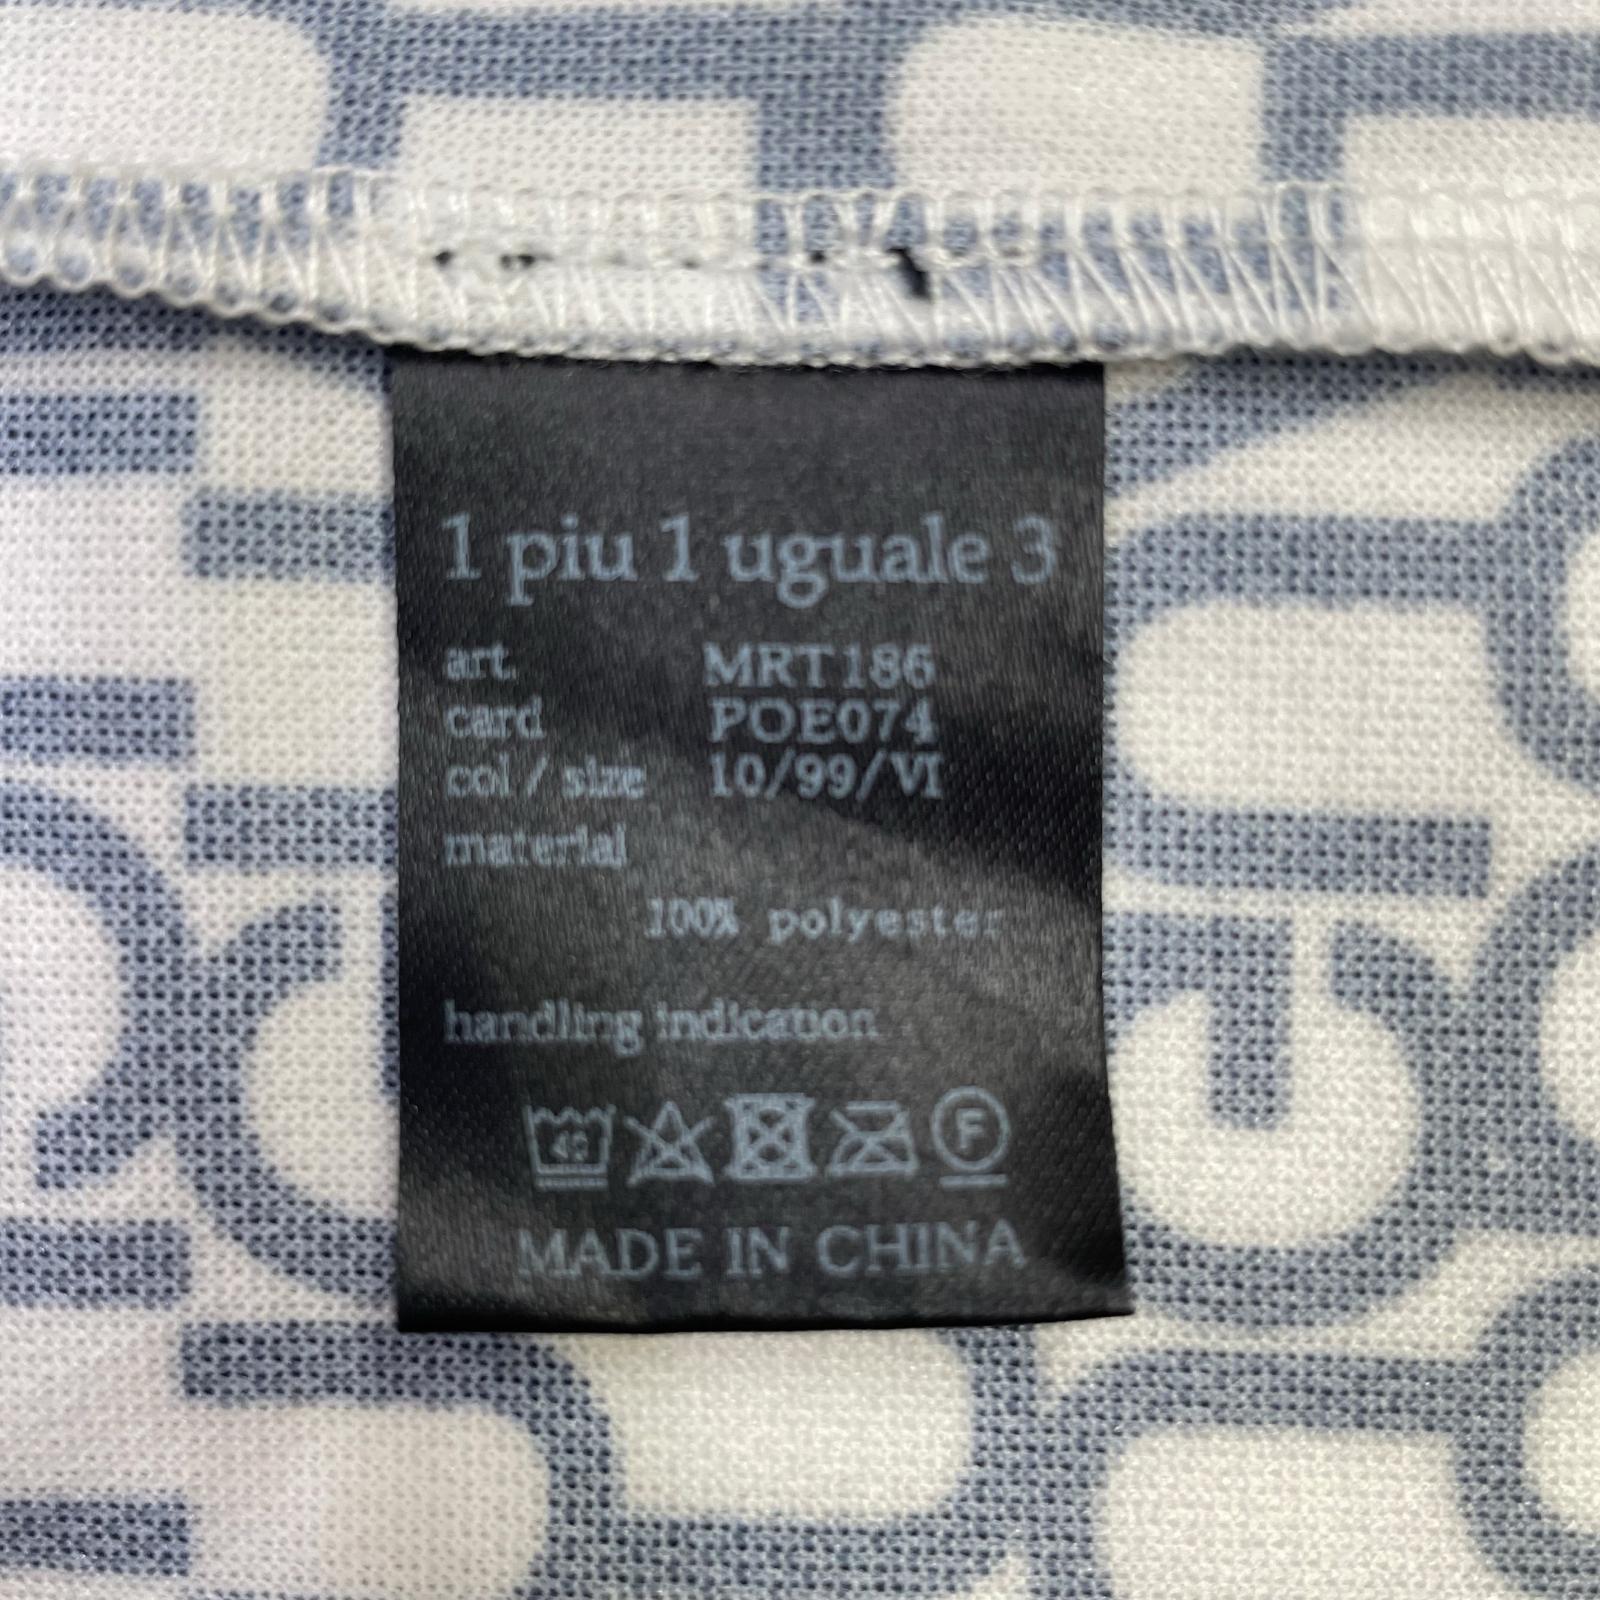 1 piu 1 uguale 3
art. MRT186
card POE074
col / size 10/99/VI
material
100% polyester
handling indication
40 F
MADE IN CHINA